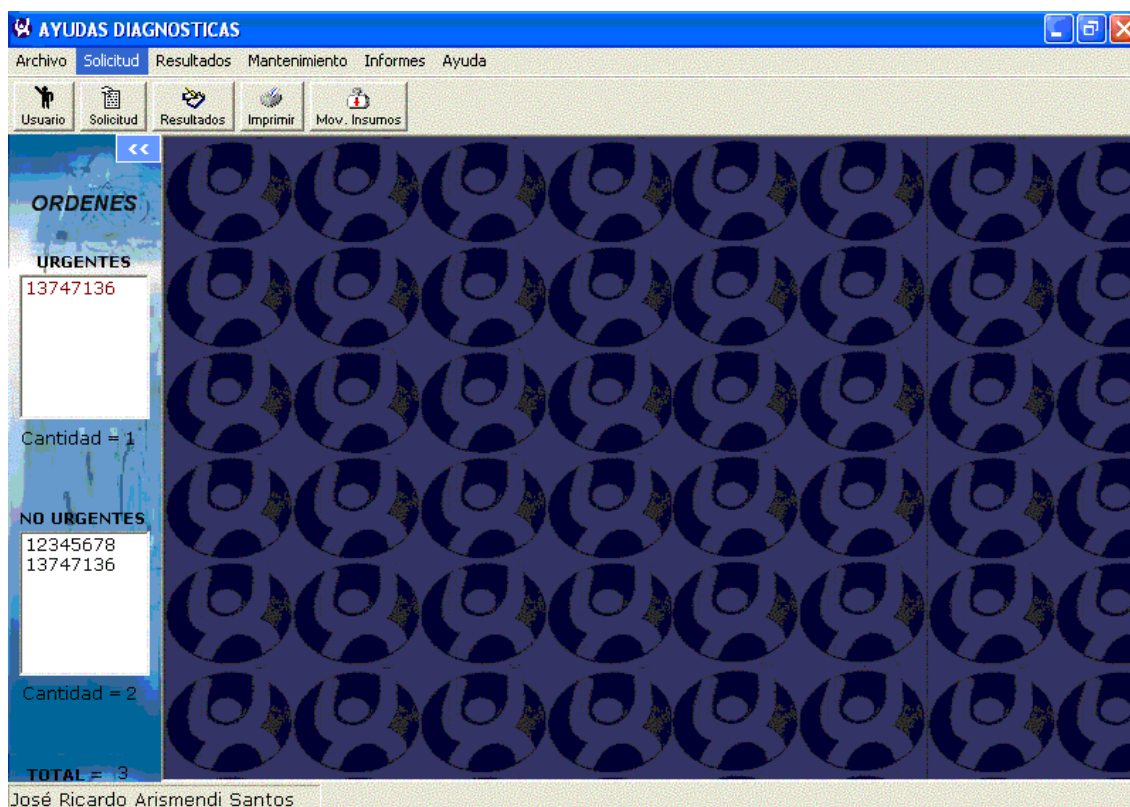 AYUDAS DIAGNOSTICAS
Archivo Solicitud Resultados Mantenimiento Informes Ayuda
Usuario Solicitud Resultados Imprimir Mov. Insumos
<<
ORDENES
URGENTES
13747136
Cantidad = 1
NO URGENTES
12345678
13747136
Cantidad = 2
TOTAL = 3
José Ricardo Arismendi Santos